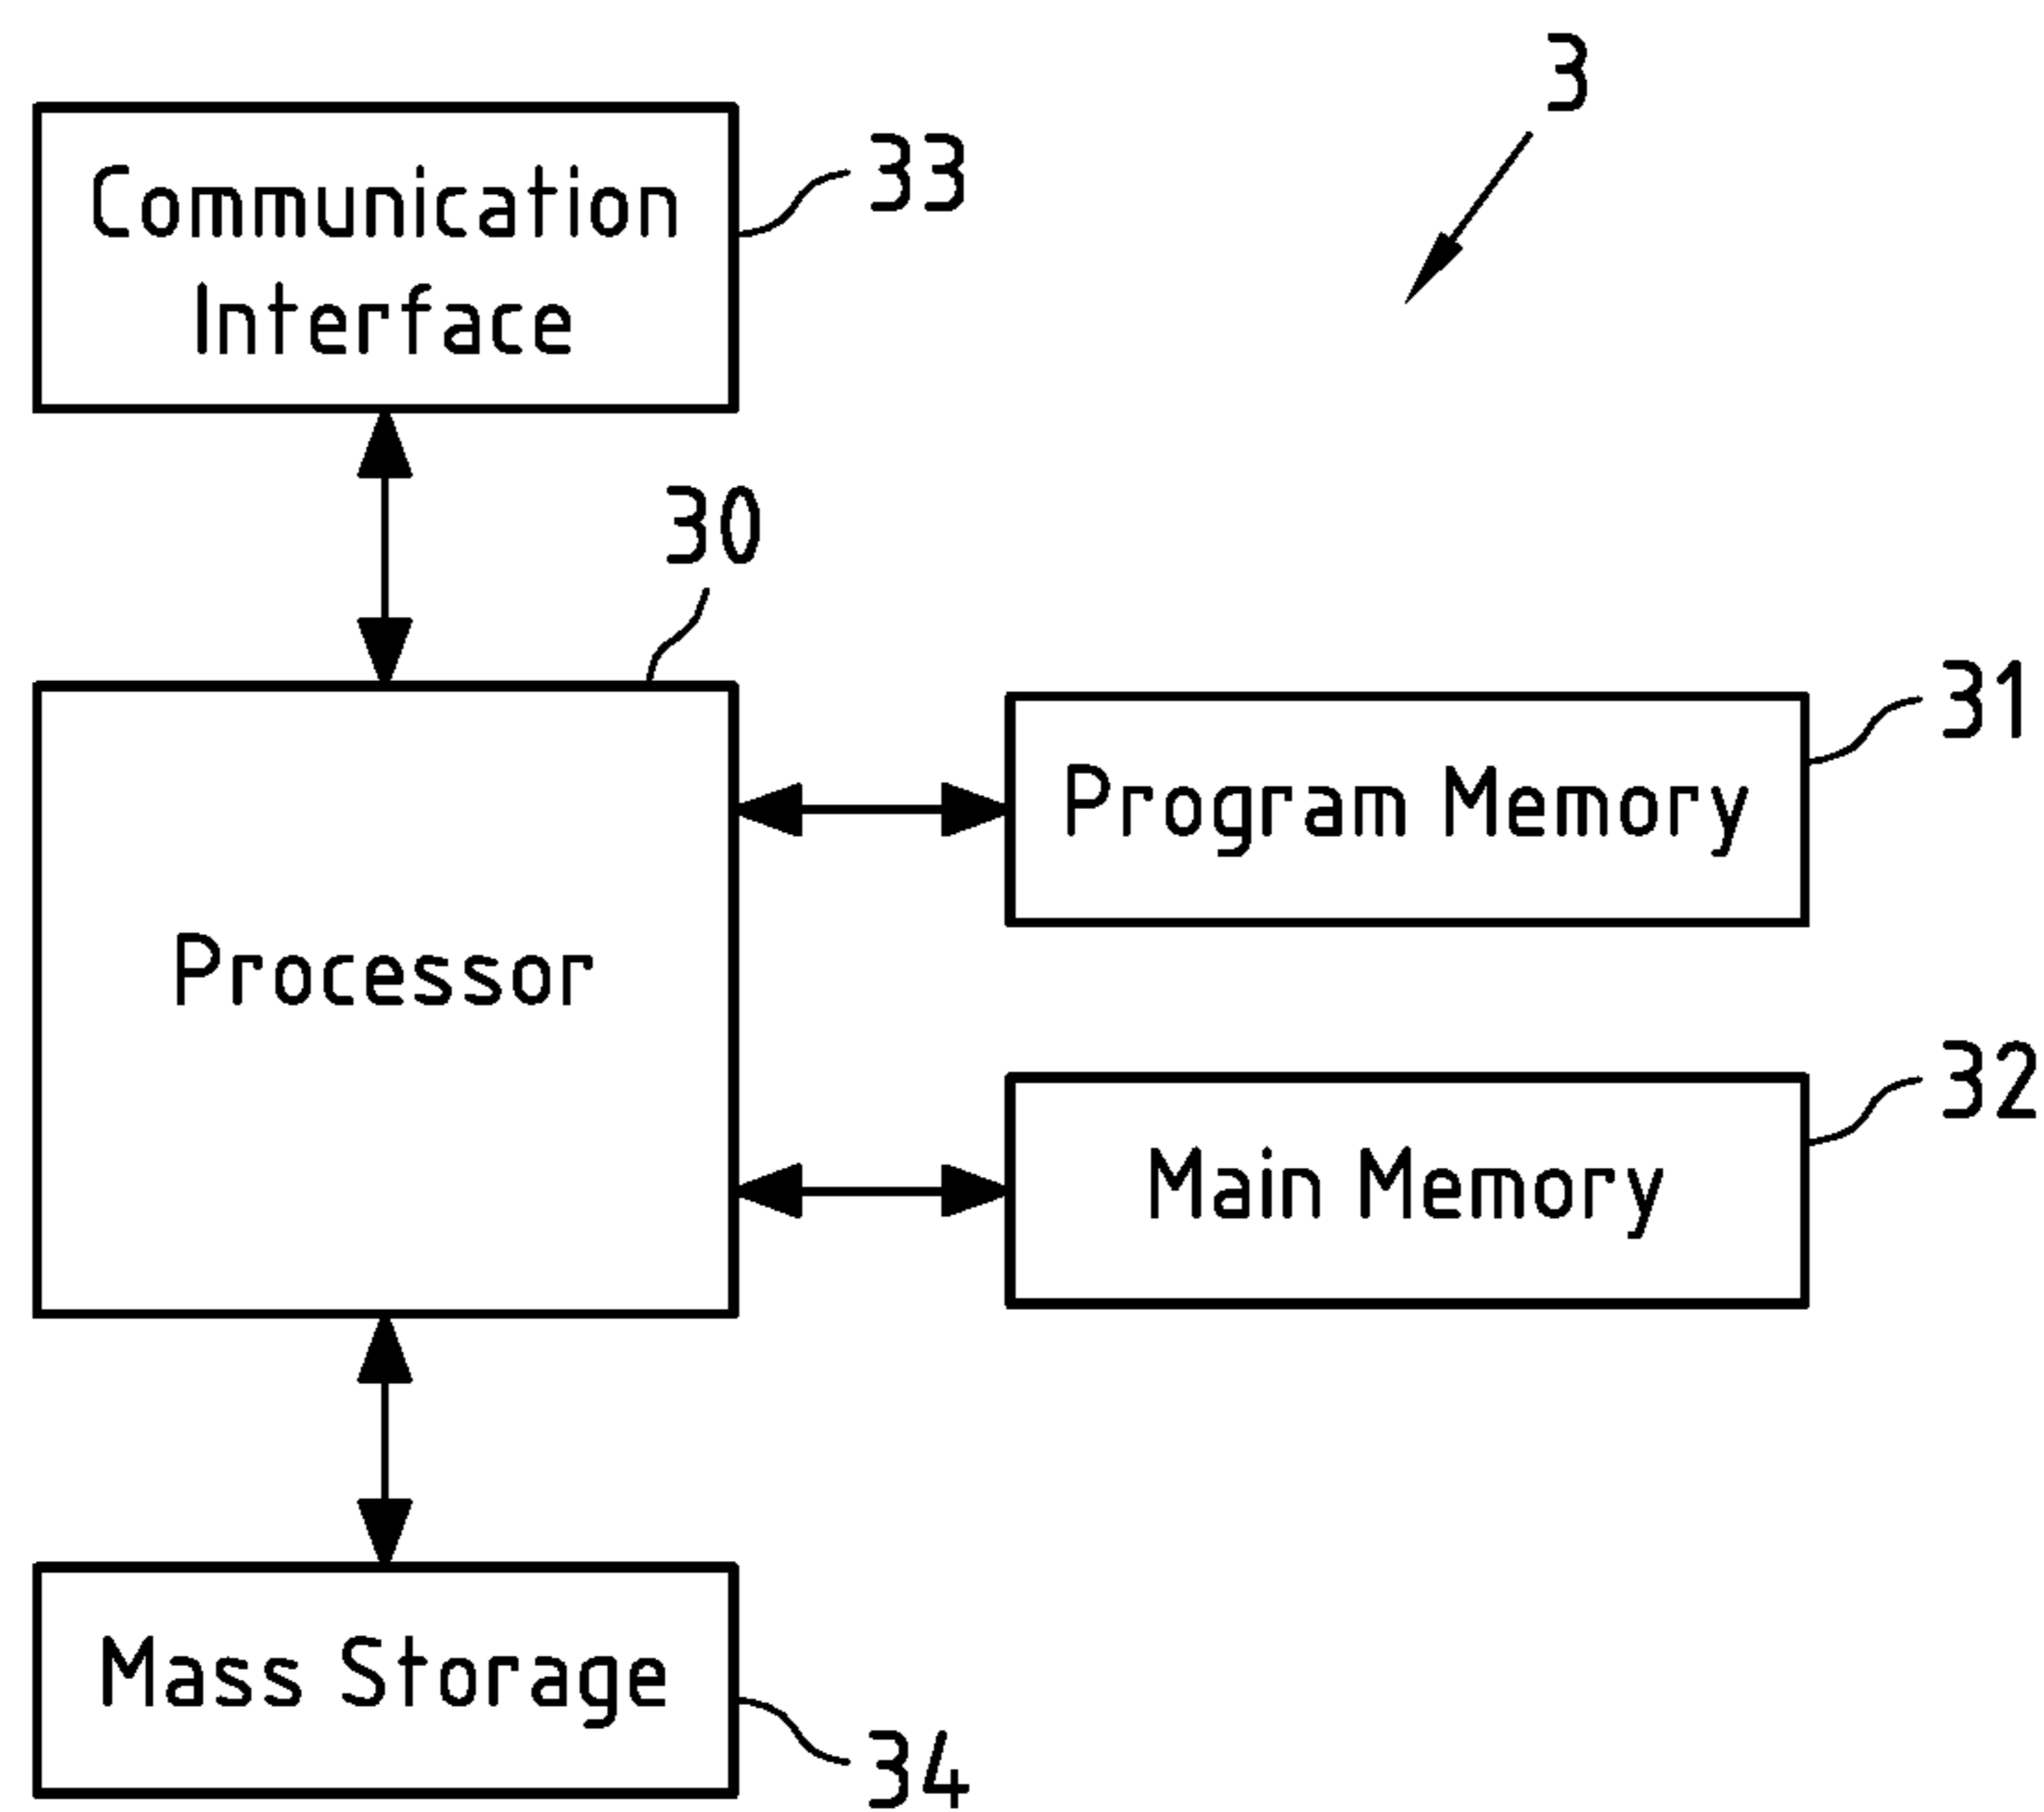 3
Communication
Interface
33
30
Processor
Program Memory
31
Main Memory
32
Mass Storage
34